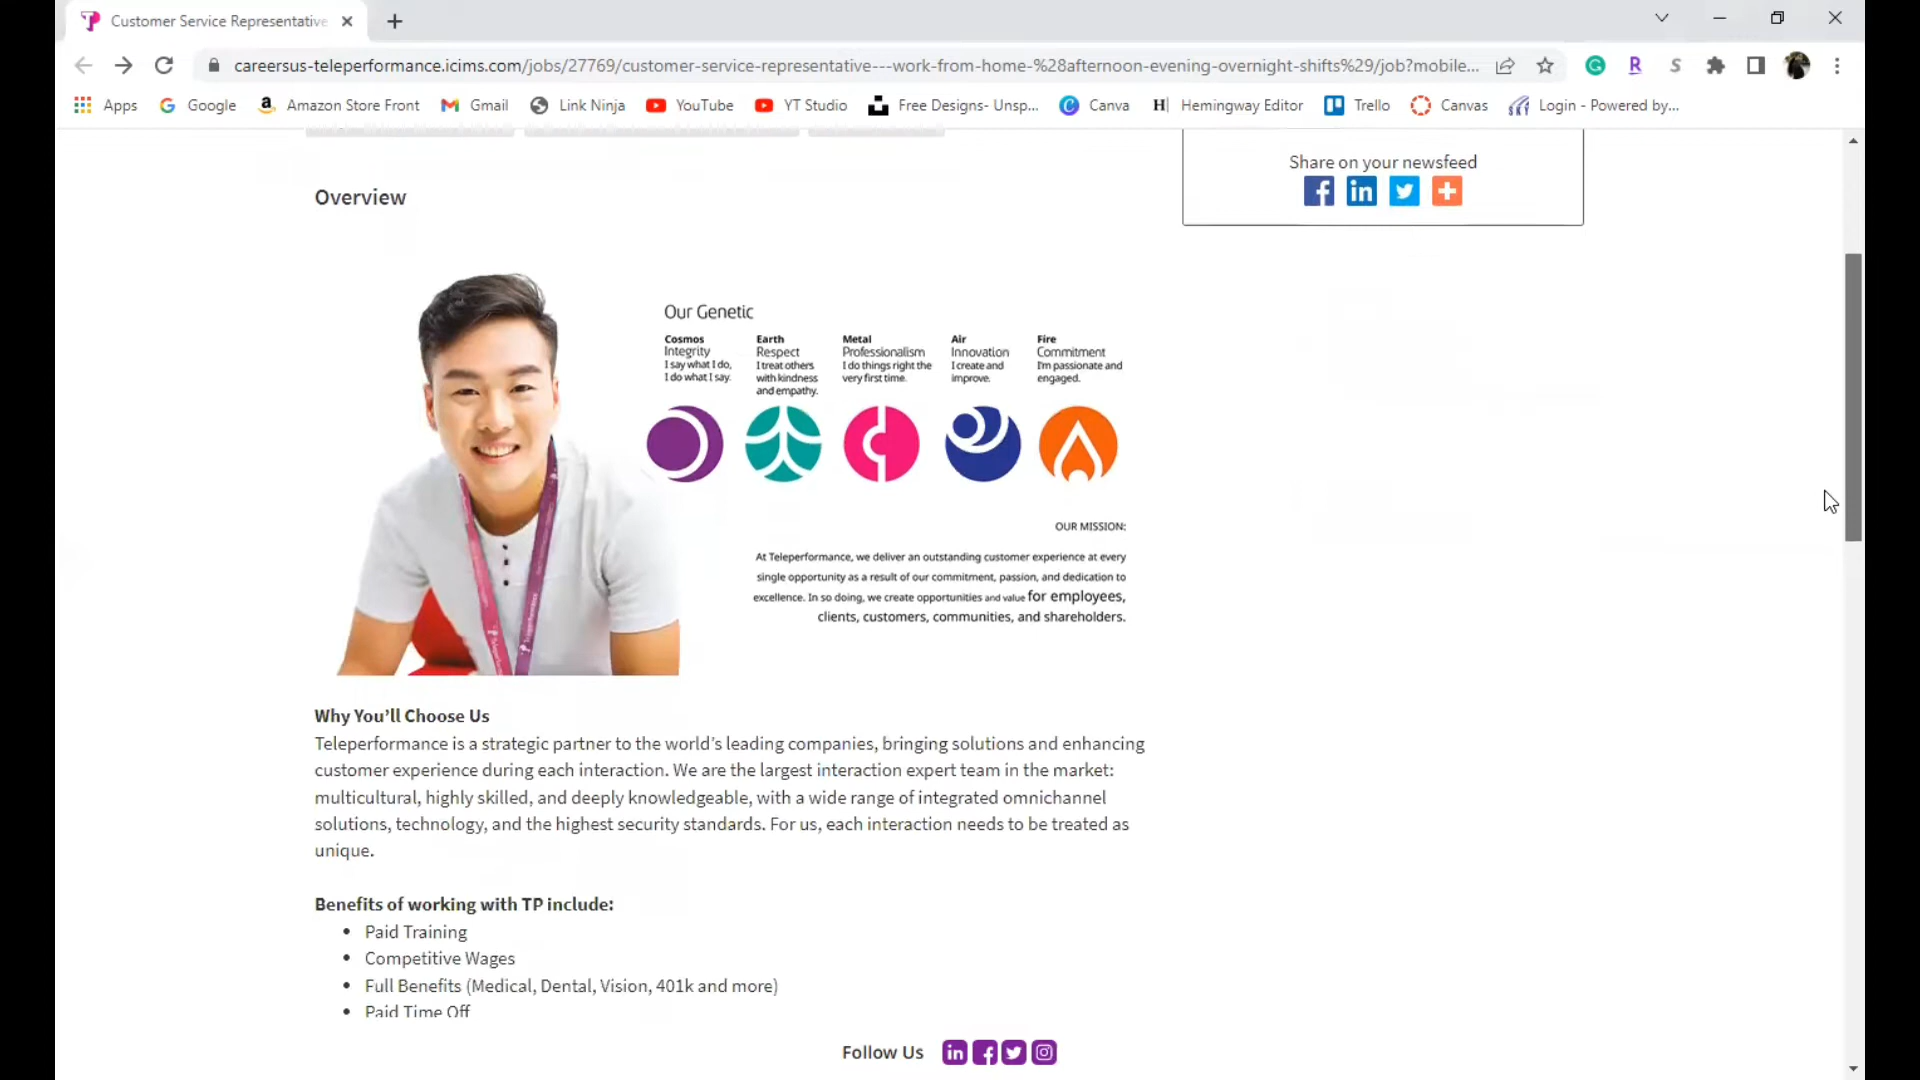 Customer Service Representative
careersus-teleperformance.icims.com/jobs/27769/customer-service-representative---work-from-home-%28afternoon-evening-overnight-shifts%29/job?mobile...
Apps Google Amazon Store Front Gmail Link Ninja YouTube YT Studio Free Designs- Unsp... Canva Hemingway Editor Trello Canvas Login - Powered by...
Share on your newsfeed
Overview
Our Genetic
Cosmos
Integrity
I say what I do,
I do what I say.
Earth
Respect
I treat others
with kindness
and empathy.
Metal
Professionalism
I do things right the
very first time.
Air
Innovation
I create and
improve.
Fire
Commitment
I'm passionate and
engaged.
OUR MISSION:
At Teleperformance, we deliver an outstanding customer experience at every
single opportunity as a result of our commitment, passion, and dedication to
excellence. In so doing, we create opportunities and value for employees,
clients, customers, communities, and shareholders.
Why You’ll Choose Us
Teleperformance is a strategic partner to the world’s leading companies, bringing solutions and enhancing
customer experience during each interaction. We are the largest interaction expert team in the market:
multicultural, highly skilled, and deeply knowledgeable, with a wide range of integrated omnichannel
solutions, technology, and the highest security standards. For us, each interaction needs to be treated as
unique.
Benefits of working with TP include:
• Paid Training
• Competitive Wages
• Full Benefits (Medical, Dental, Vision, 401k and more)
• Paid Time Off
Follow Us